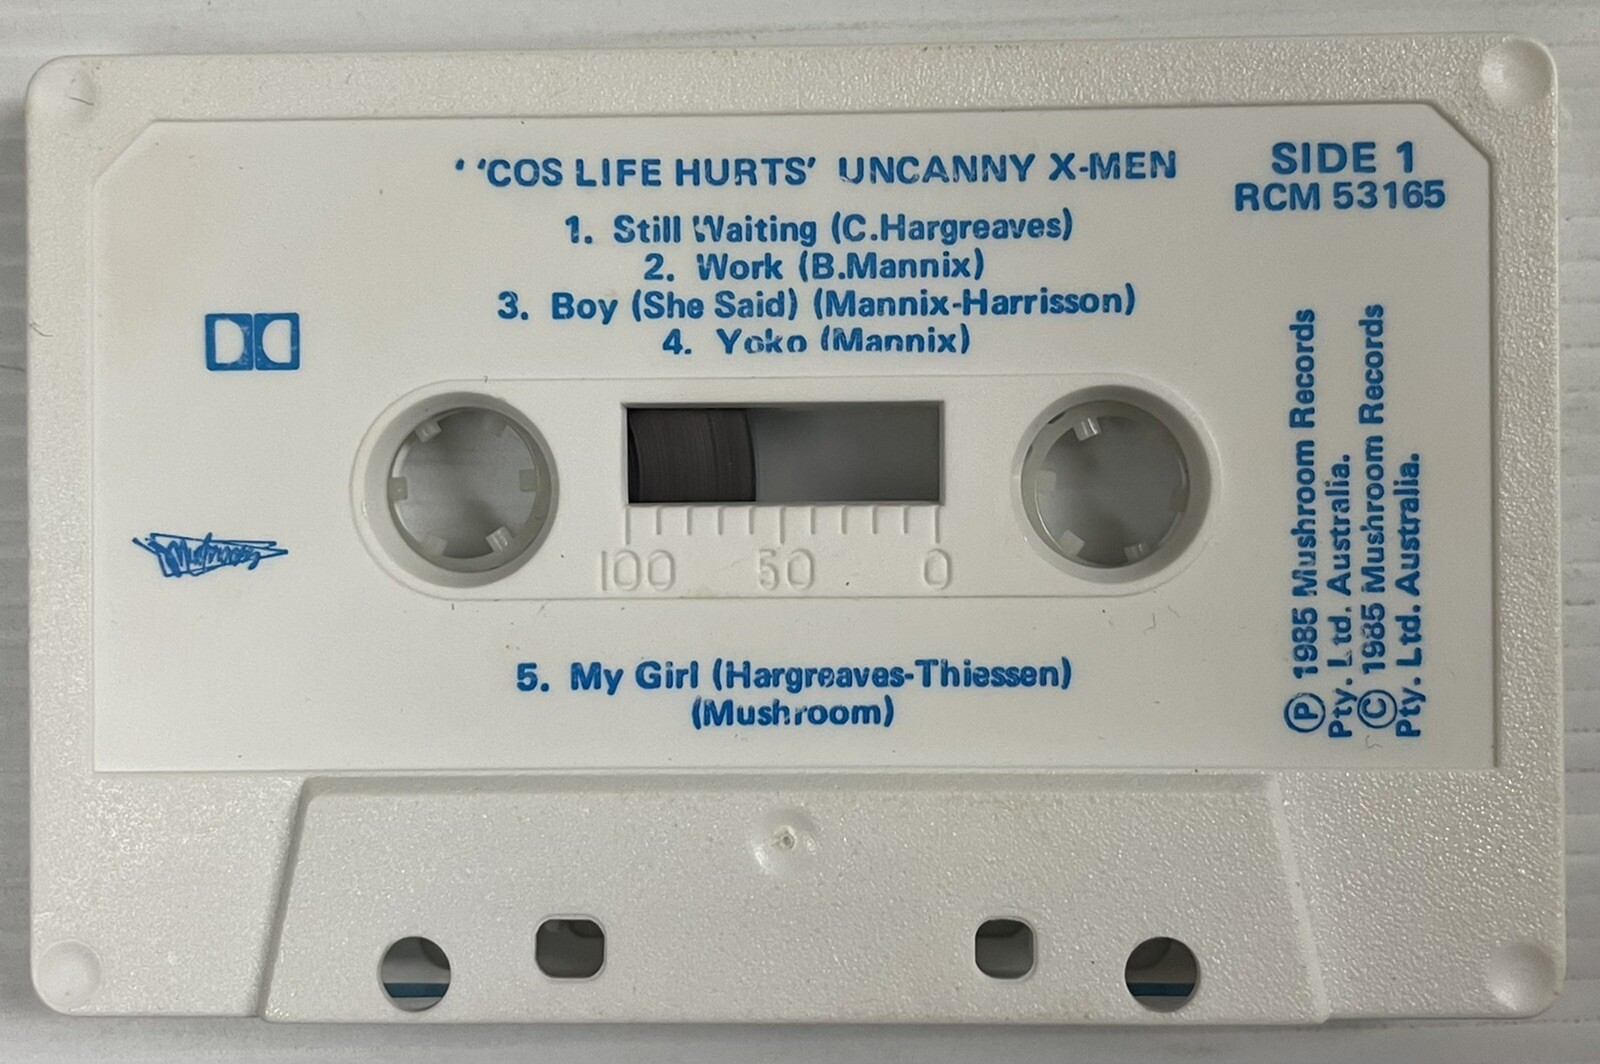 ' 'COS LIFE HURTS' UNCANNY X-MEN
SIDE 1
RCM 53165
1. Still Waiting (C.Hargreaves)
2. Work (B.Mannix)
3. Boy (She Said) (Mannix-Harrisson)
4. Yoko (Mannix)
100 50 0
Mushroom
5. My Girl (Hargreaves-Thiessen)
(Mushroom)
Ⓟ 1985 Mushroom Records
Pty. Ltd. Australia.
© 1985 Mushroom Records
Pty. Ltd. Australia.